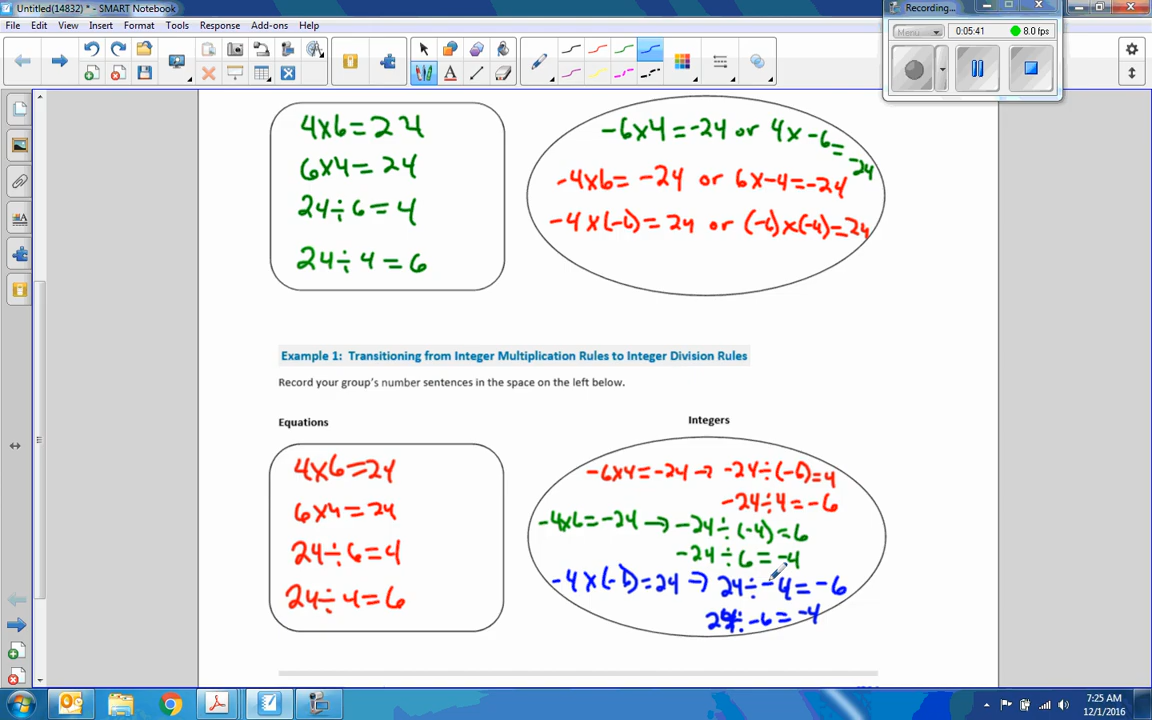 Untitled(14832) * - SMART Notebook
File Edit View Insert Format Tools Response Add-ons Help
Recording...
Menu 0:05:41 8.0 fps
4x6=24
6x4=24
24÷6=4
24÷4=6
-6x4=-24 or 4x-6=-24
-4x6=-24 or 6x-4=-24
-4x(-6)=24 or (-6)x(-4)=24
Example 1: Transitioning from Integer Multiplication Rules to Integer Division Rules
Record your group's number sentences in the space on the left below.
Equations
Integers
4x6=24
6x4=24
24÷6=4
24÷4=6
-6x4=-24 → -24÷(-6)=4
-24÷4=-6
-4x6=-24 → -24÷(-4)=6
-24÷6=-4
-4x(-6)=24 → 24÷-4=-6
24÷-6=-4
7:25 AM
12/1/2016